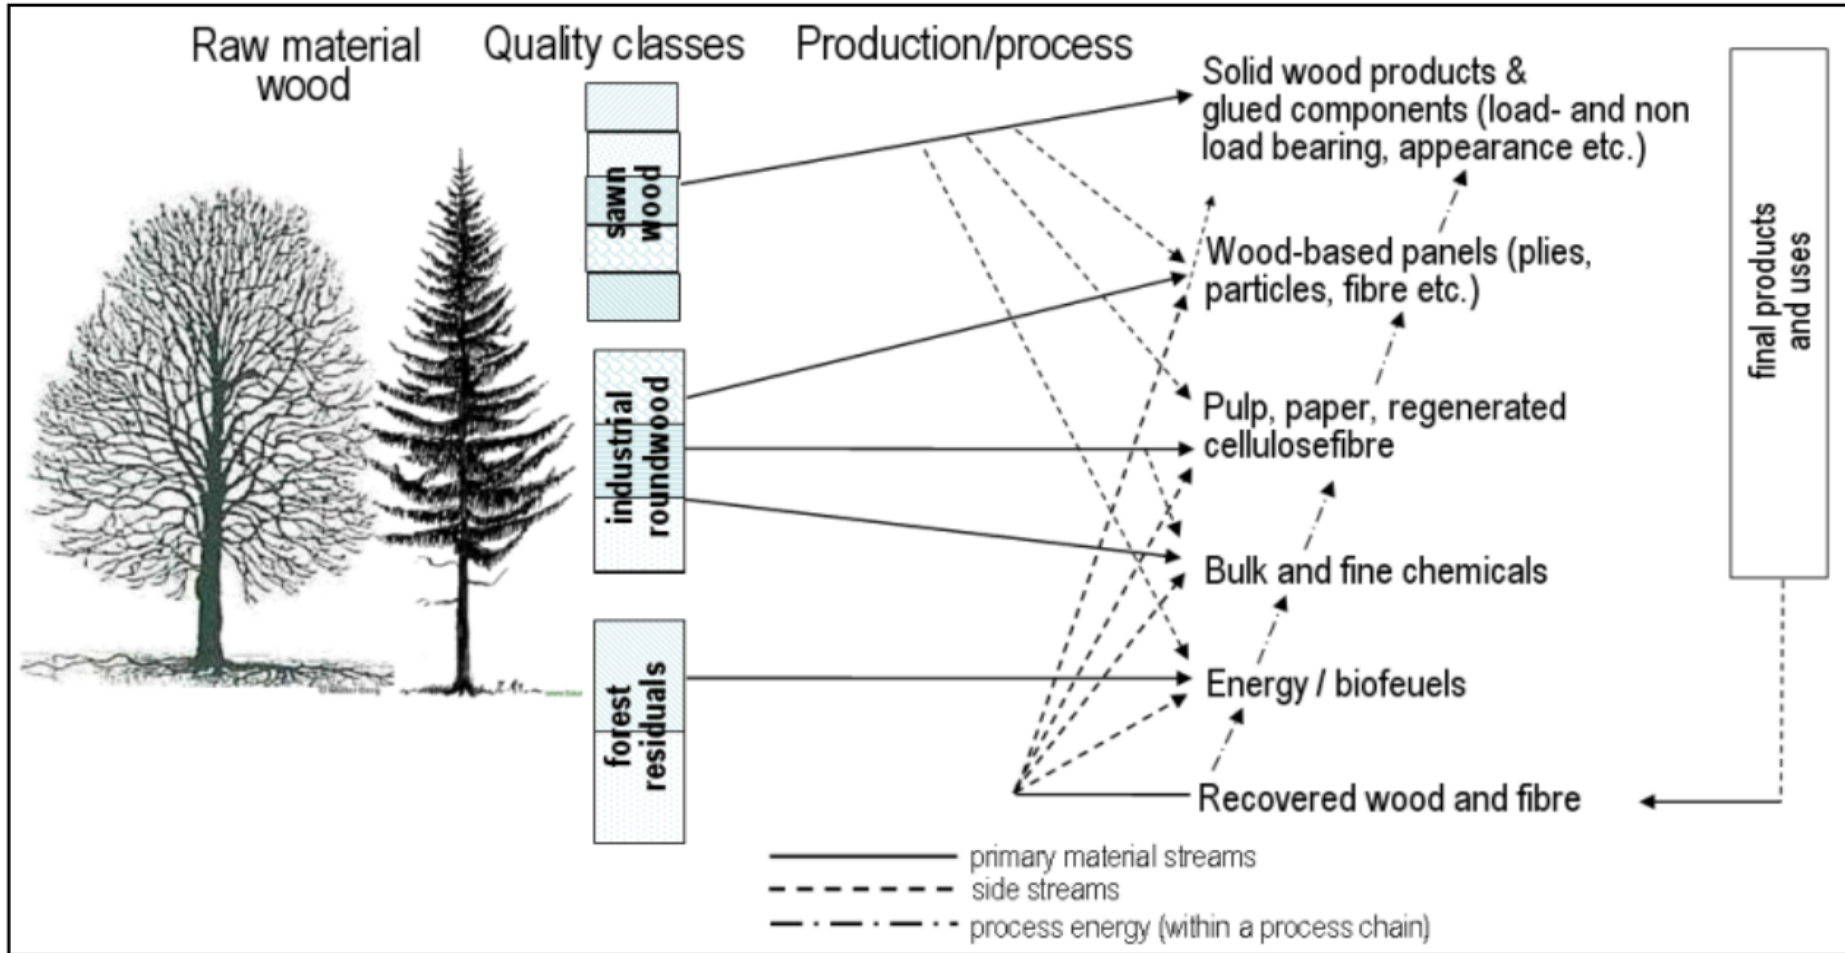 Raw material
wood
Quality classes
Production/process
sawn
wood
industrial
roundwood
forest
residuals
Solid wood products &
glued components (load- and non
load bearing, appearance etc.)
Wood-based panels (plies,
particles, fibre etc.)
Pulp, paper, regenerated
cellulosefibre
Bulk and fine chemicals
Energy / biofeuels
Recovered wood and fibre
final products
and uses
primary material streams
side streams
process energy (within a process chain)